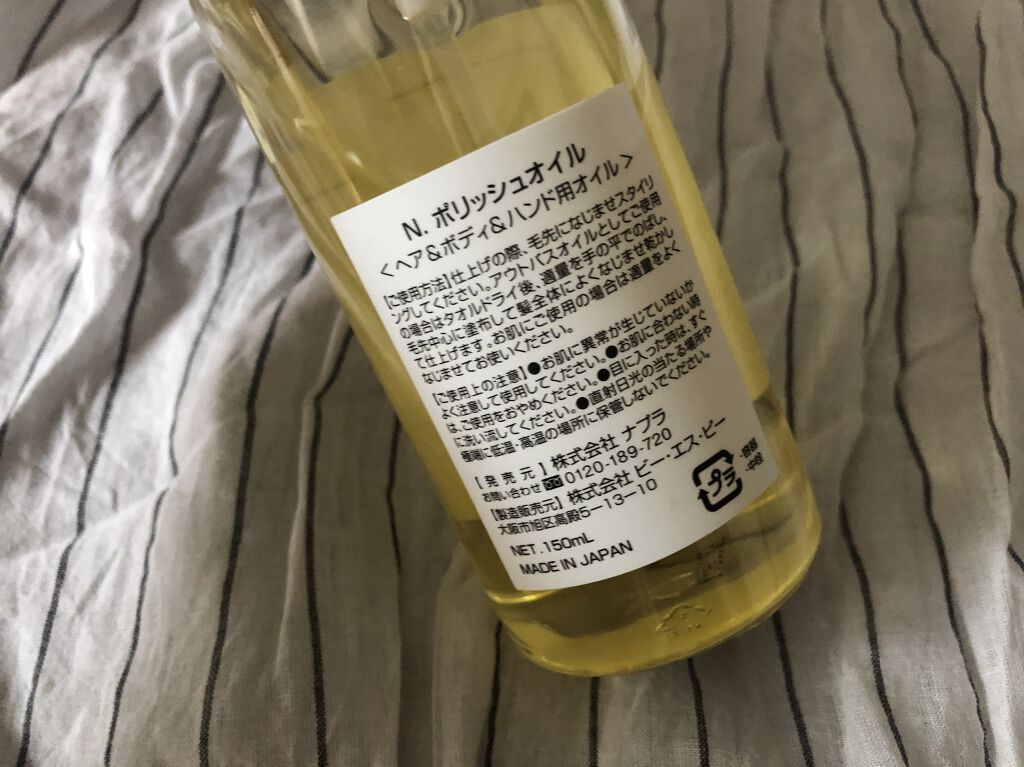 N. ポリッシュオイル
<ヘア&ボディ&ハンド用オイル>
【ご使用方法】仕上げの際、毛先になじませスタイリ
ングしてください。アウトバスオイルとしてご使用
の場合はタオルドライ後、適量を手の平でのばし、
毛先中心に塗布して髪全体によくなじませ乾かし
て仕上げます。お肌にご使用の場合は適量をよく
なじませてお使いください。
【ご使用上の注意】●お肌に異常が生じていないか
よく注意して使用してください。●お肌に合わない時
は、ご使用をおやめください。●目に入った時は、すぐ
に洗い流してください。●直射日光の当たる場所や
極端に低温・高温の場所に保管しないでください。
【発売元】株式会社 ナプラ
お問い合わせ 0120-189-720
【製造販売元】株式会社 ビー・エス・ピー
大阪市旭区高殿5-13-10
NET.150mL
MADE IN JAPAN
プラ
・容器
・中栓